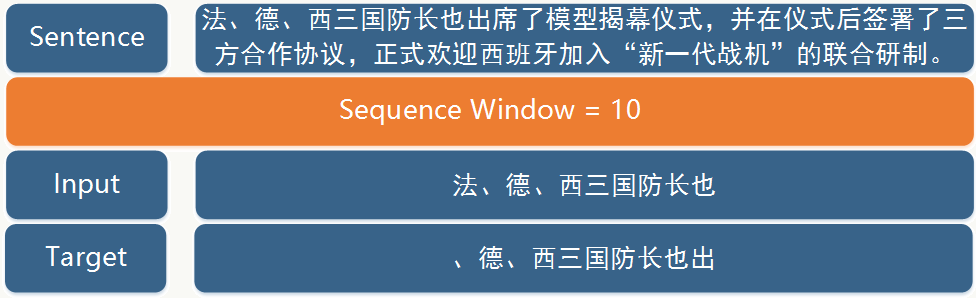 Sentence
法、德、西三国防长也出席了模型揭幕仪式，并在仪式后签署了三
方合作协议，正式欢迎西班牙加入“新一代战机”的联合研制。
Sequence Window = 10
Input
法、德、西三国防长也
Target
、德、西三国防长也出